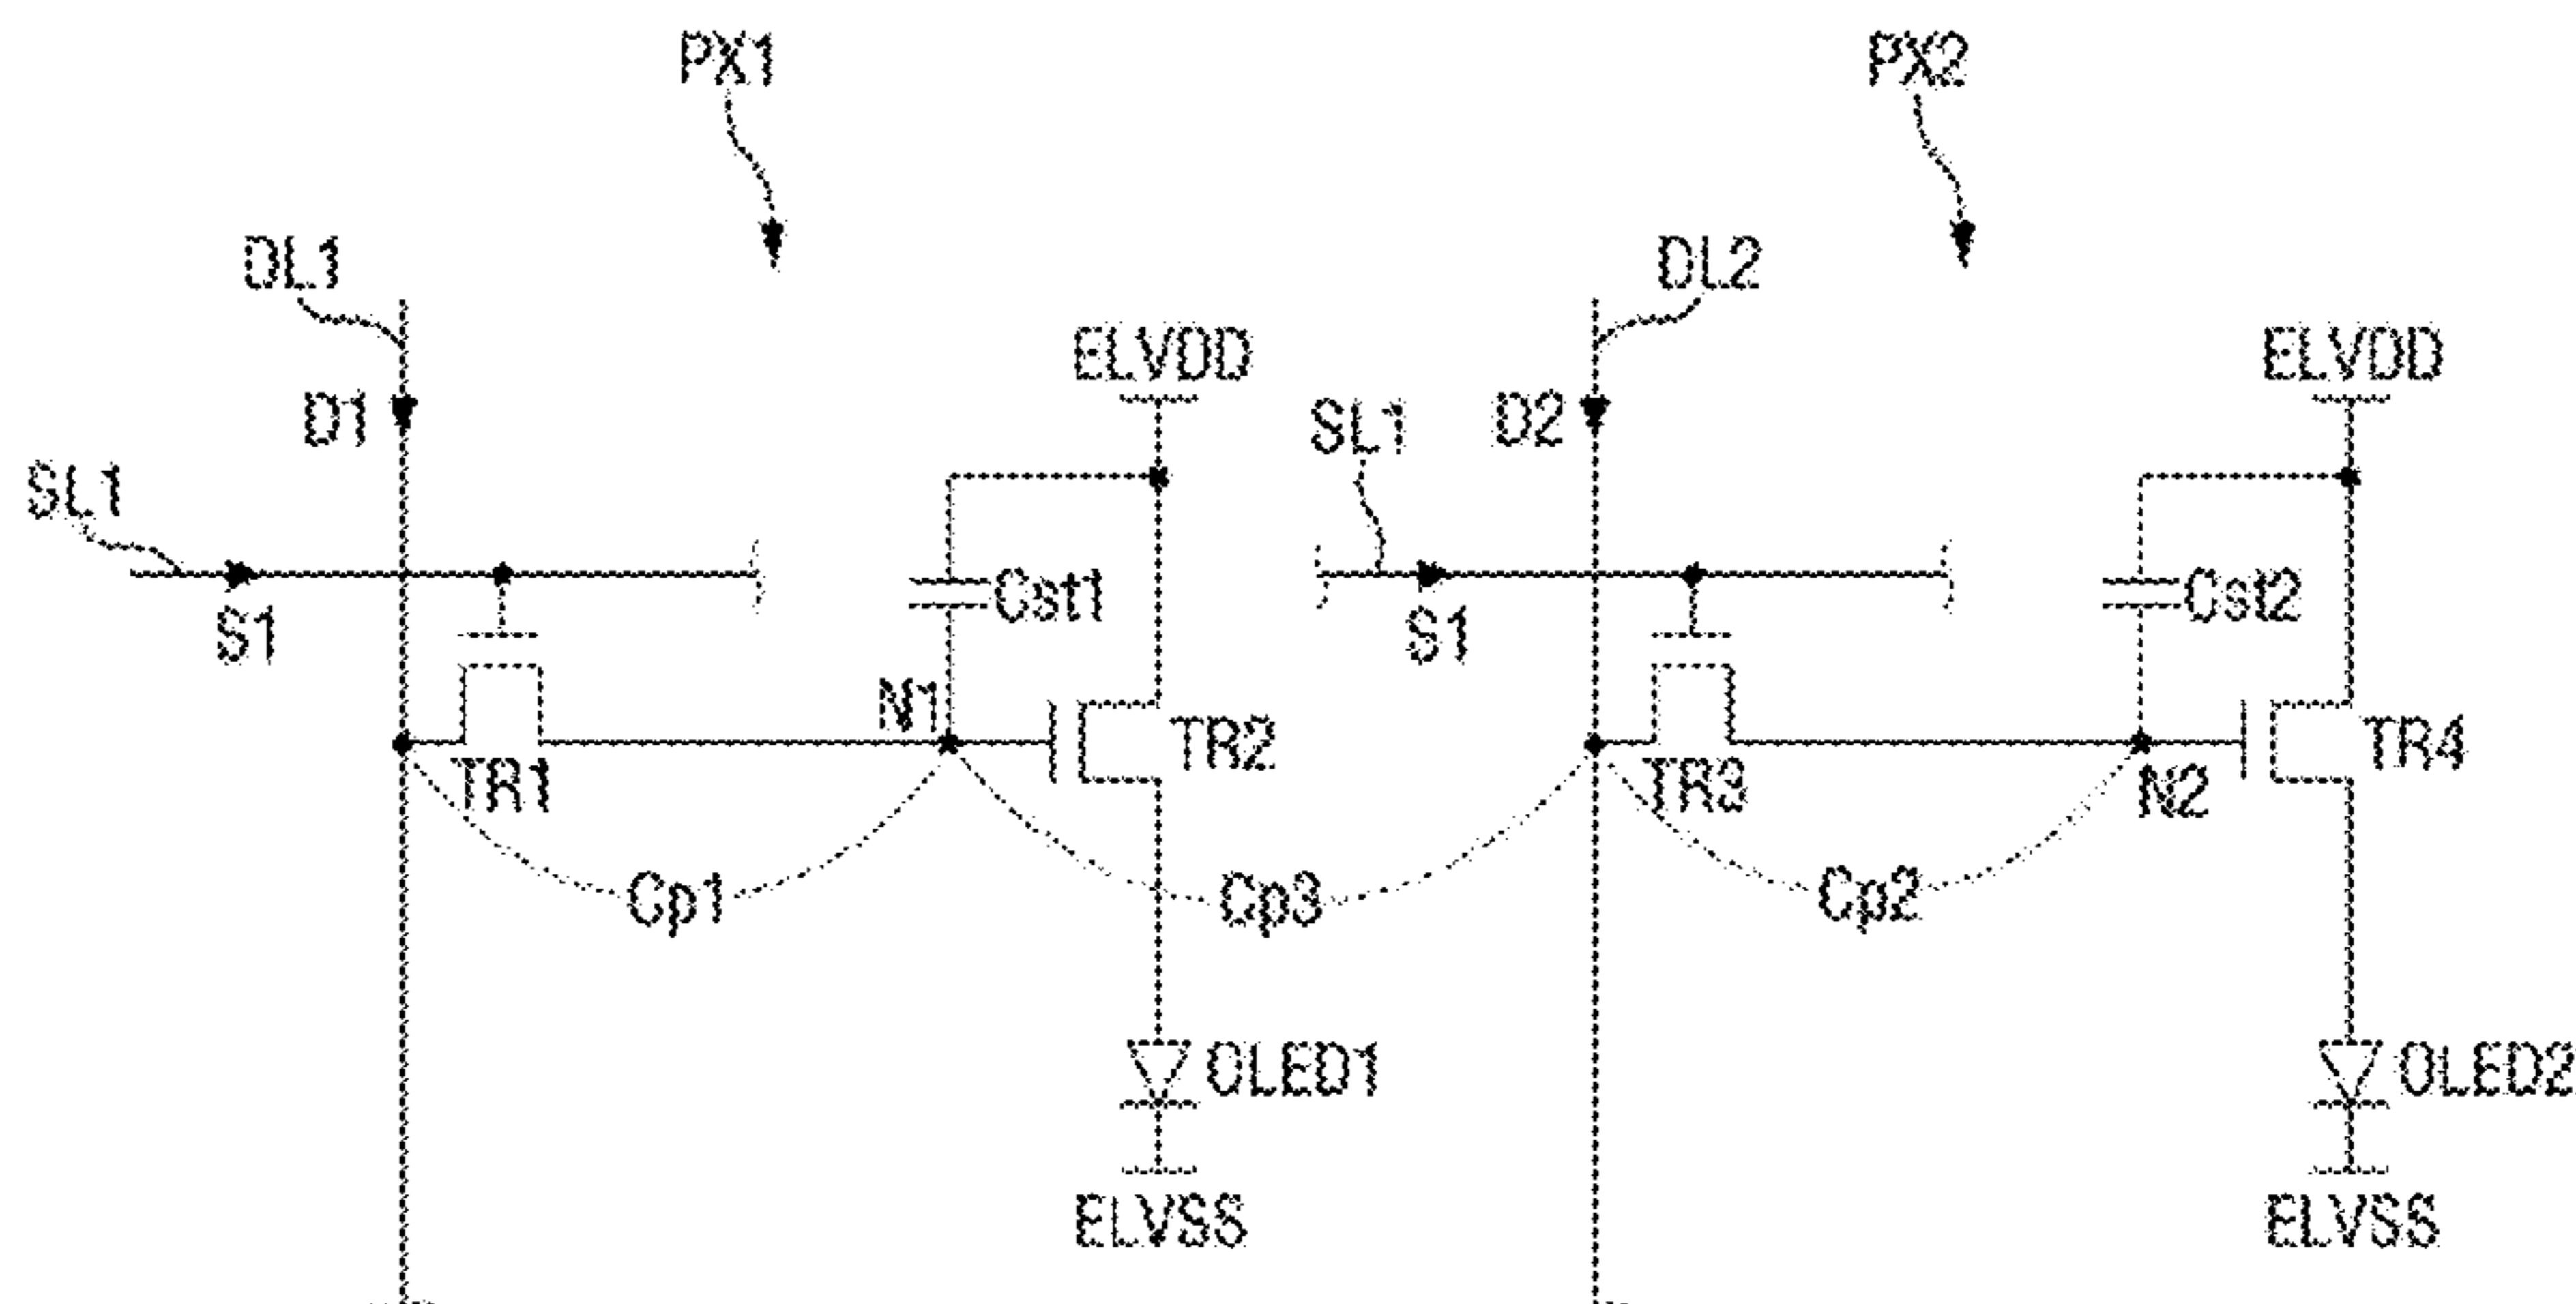 PX1 PX2
DL1 DL2
ELVDD ELVDD
D1 SL1 D2
SL1
Cst1 Cst2
S1 S1
N1
TR2 TR4
TR1 TR3 N2
Cp1 Cp3 Cp2
OLED1 OLED2
ELVSS ELVSS